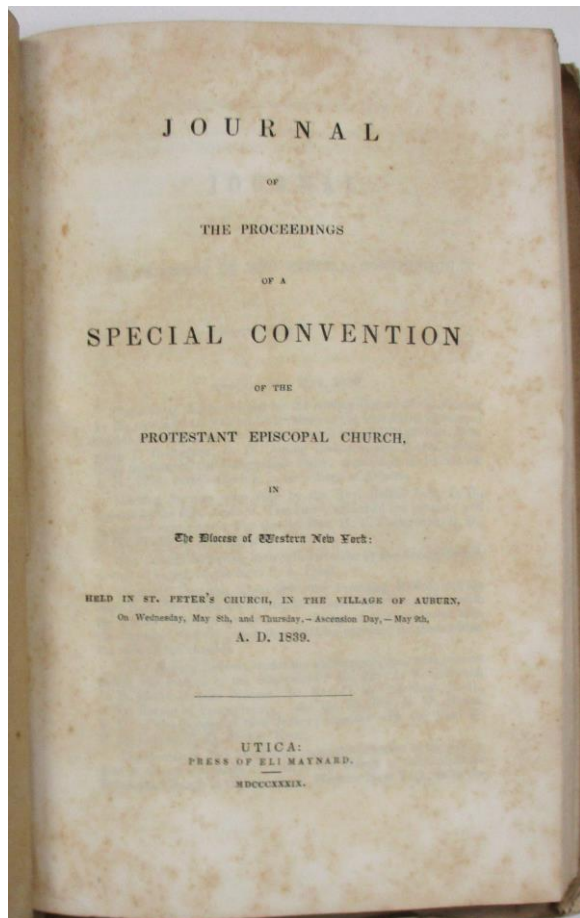 JOURNAL
OF
THE PROCEEDINGS
OF A
SPECIAL CONVENTION
OF THE
PROTESTANT EPISCOPAL CHURCH,
IN
The Diocese of Western New York:
HELD IN ST. PETER'S CHURCH, IN THE VILLAGE OF AUBURN,
On Wednesday, May 8th, and Thursday,—Ascension Day,—May 9th,
A. D. 1839.
UTICA:
PRESS OF ELI MAYNARD.
MDCCCXXXIX.